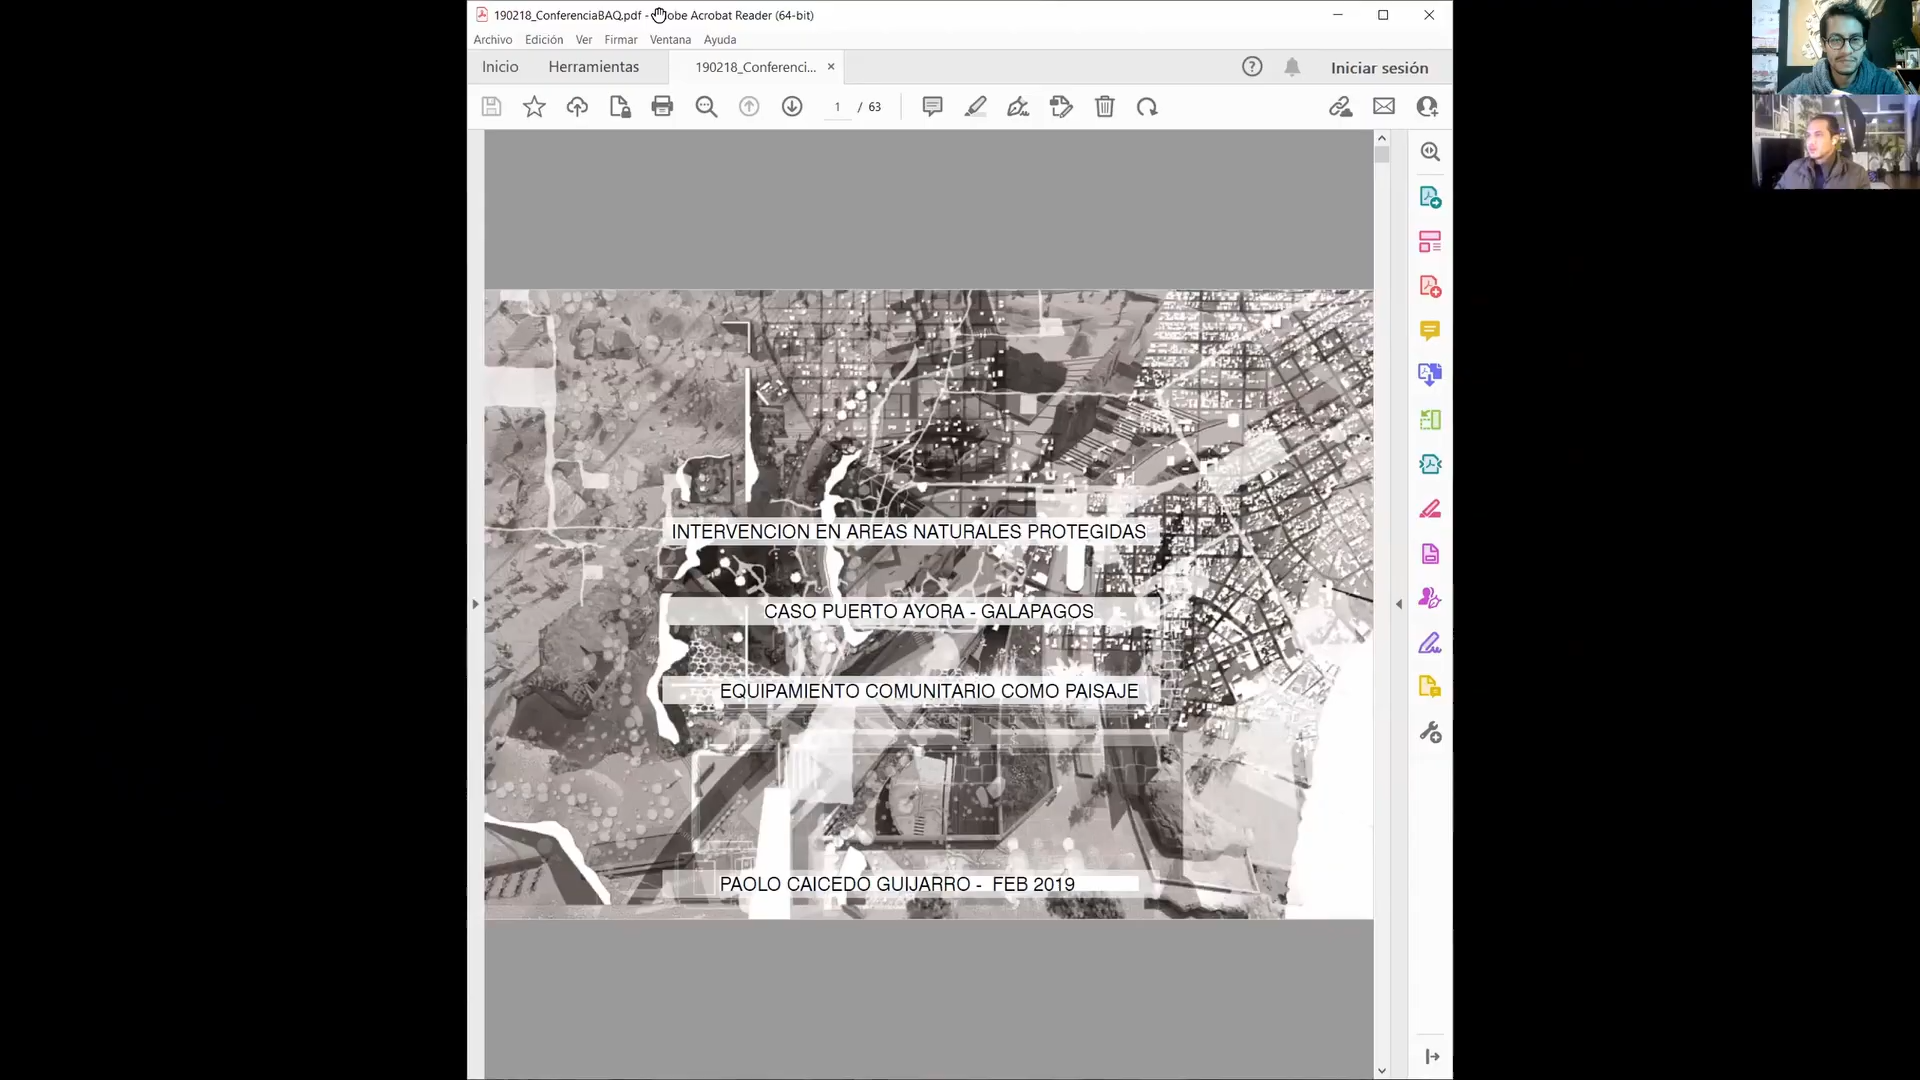 190218_ConferenciaBAQ.pdf - Adobe Acrobat Reader (64-bit)
Archivo Edición Ver Firmar Ventana Ayuda
Inicio Herramientas 190218_Conferenci... Iniciar sesión
1 / 63
INTERVENCION EN AREAS NATURALES PROTEGIDAS
CASO PUERTO AYORA - GALAPAGOS
EQUIPAMIENTO COMUNITARIO COMO PAISAJE
PAOLO CAICEDO GUIJARRO - FEB 2019